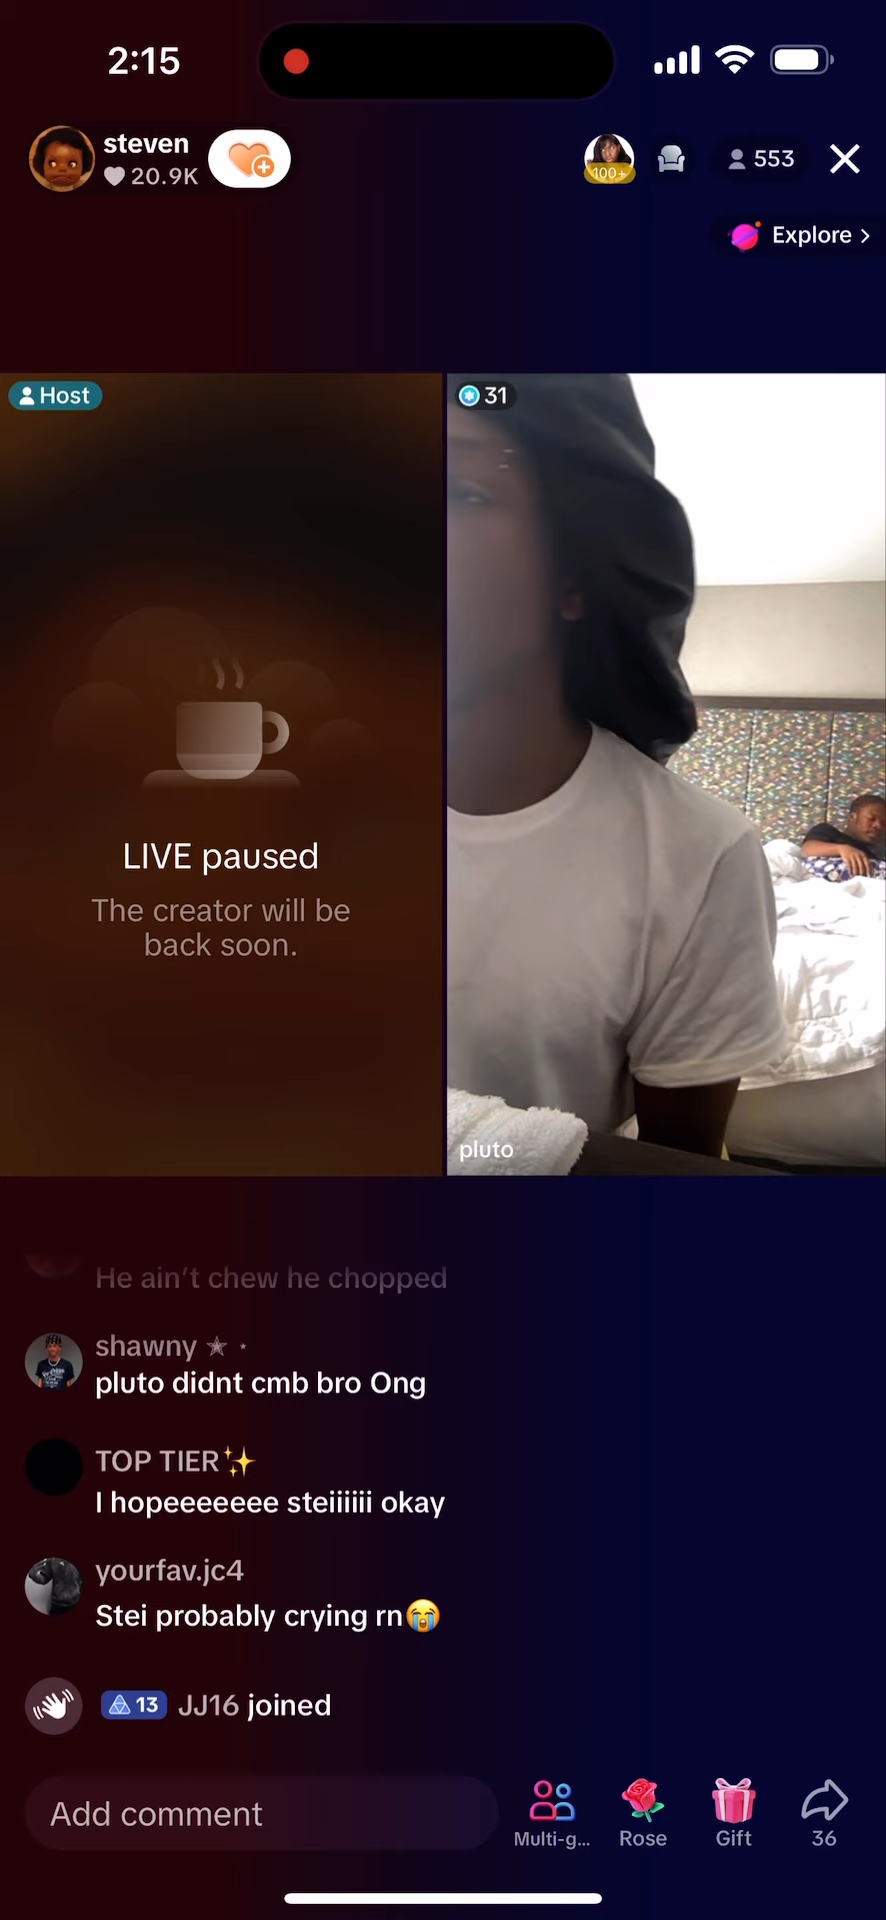 2:15
steven
20.9K
100+
553
Explore >
Host
31
LIVE paused
The creator will be
back soon.
pluto
He ain't chew he chopped
shawny ☆ ⋆
pluto didnt cmb bro Ong
TOP TIER✨
I hopeeeeeee steiiiiii okay
yourfav.jc4
Stei probably crying rn😭
13 JJ16 joined
Add comment
Multi-g...
Rose
Gift
36